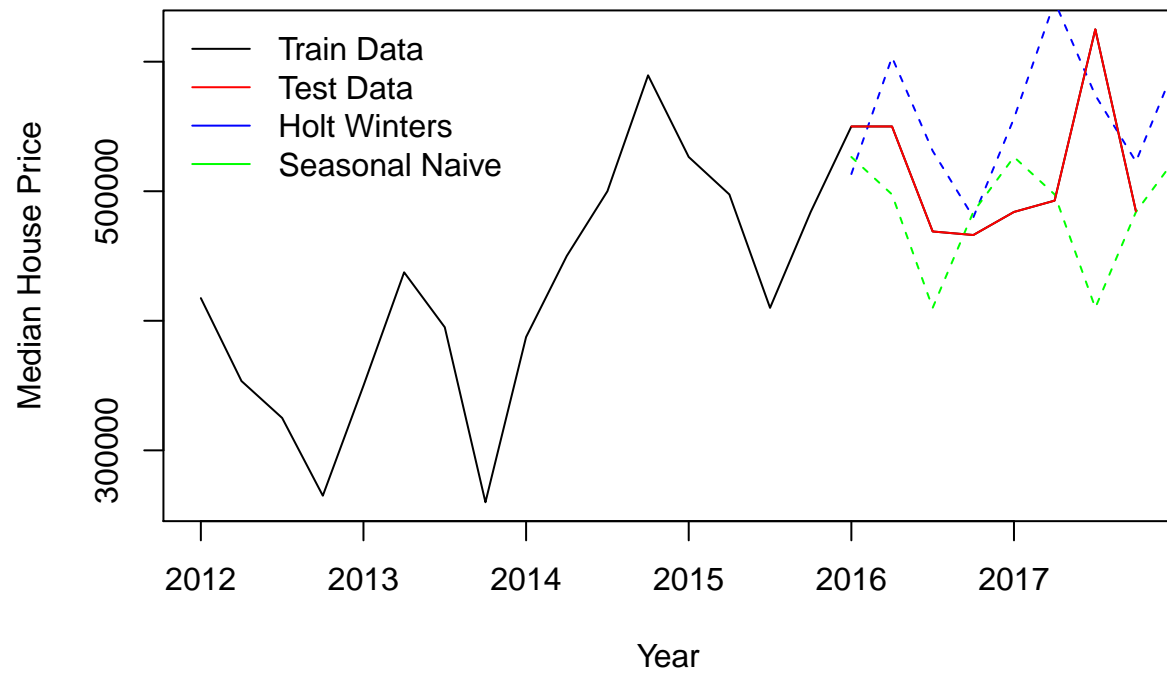 Train Data
Test Data
Holt Winters
Seasonal Naive
Median House Price
500000
300000
2012 2013 2014 2015 2016 2017
Year